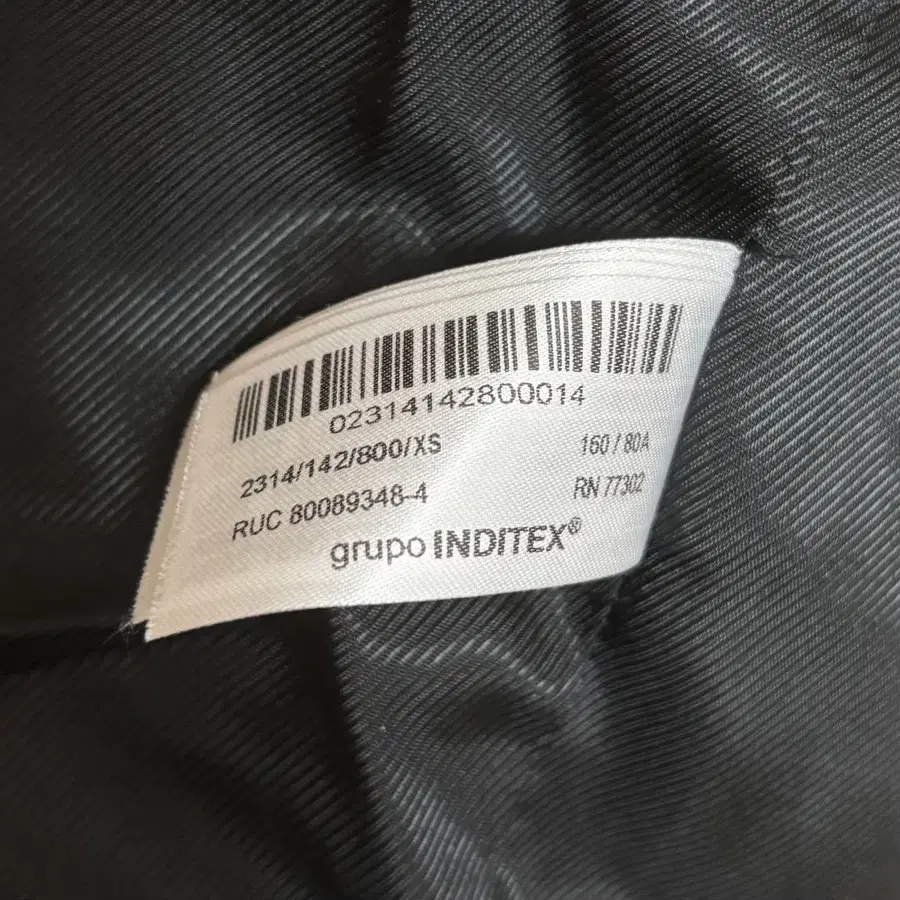 02314142800014
2314/142/800/XS 160 / 80A
RUC 80089348-4 RN 77302
grupo INDITEX®